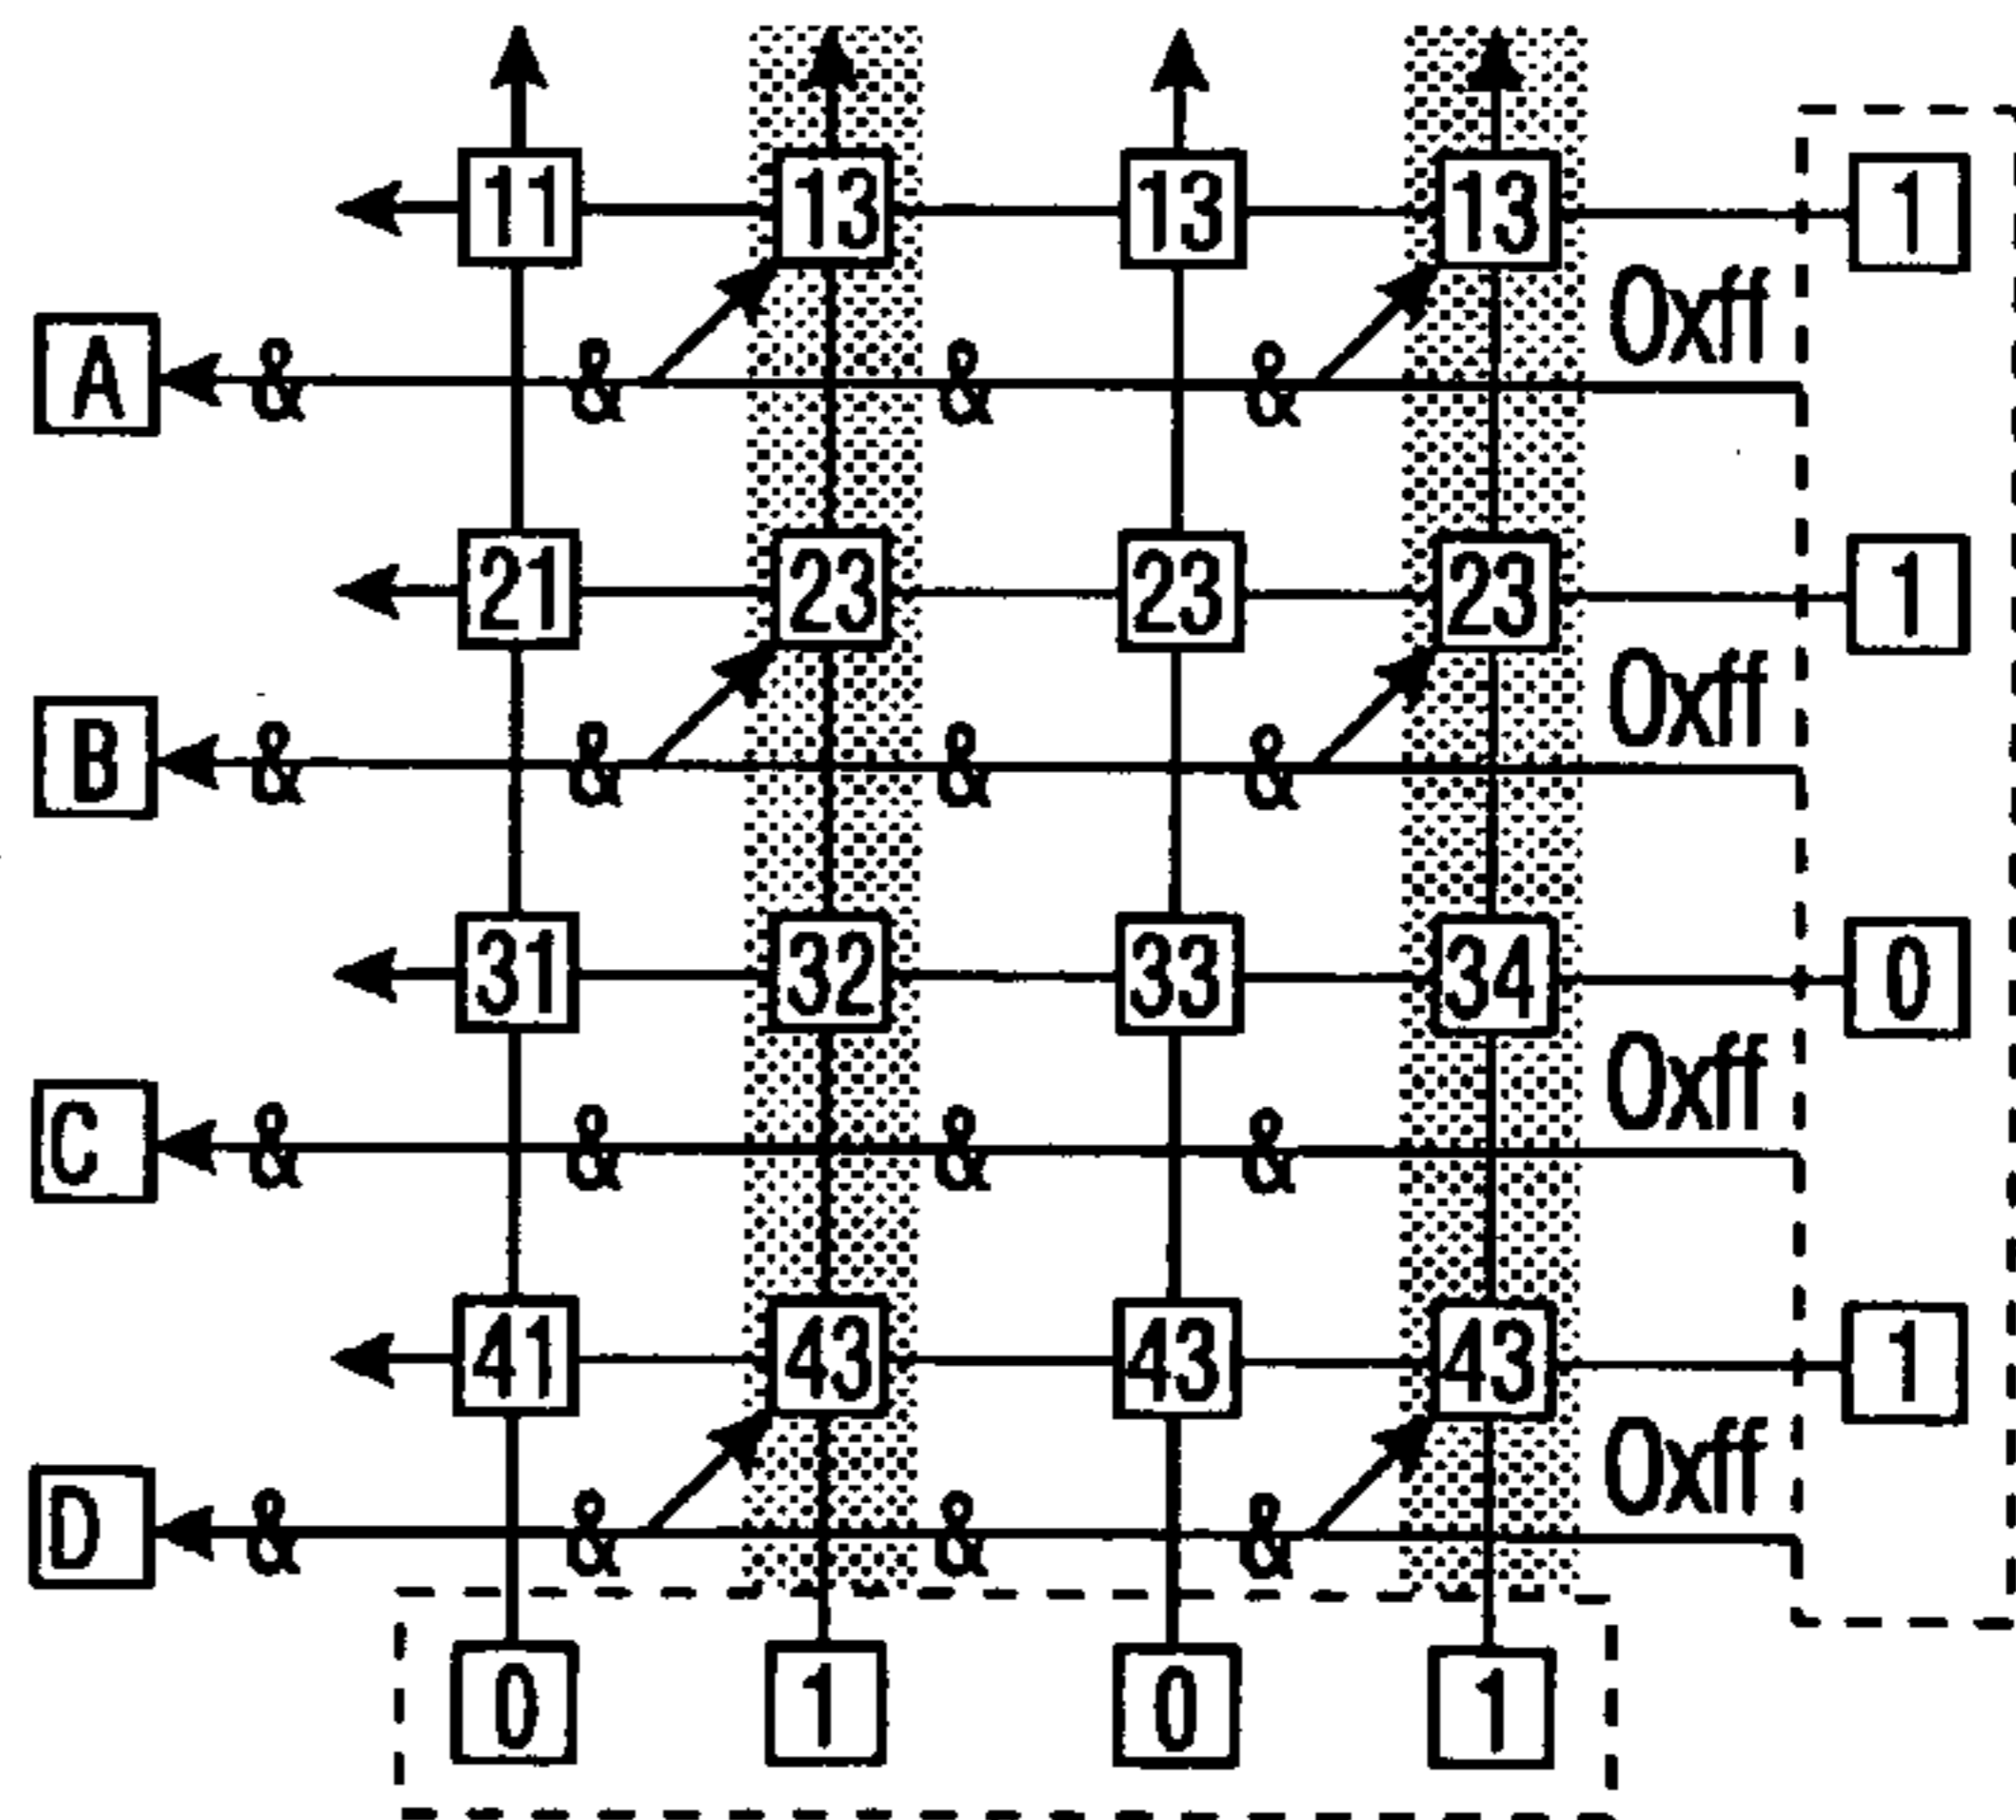 11 13 13 13 1
0xff
A & & & &
21 23 23 23 1
0xff
B & & & &
31 32 33 34 0
0xff
C & & & &
41 43 43 43 1
0xff
D & & & &
0 1 0 1